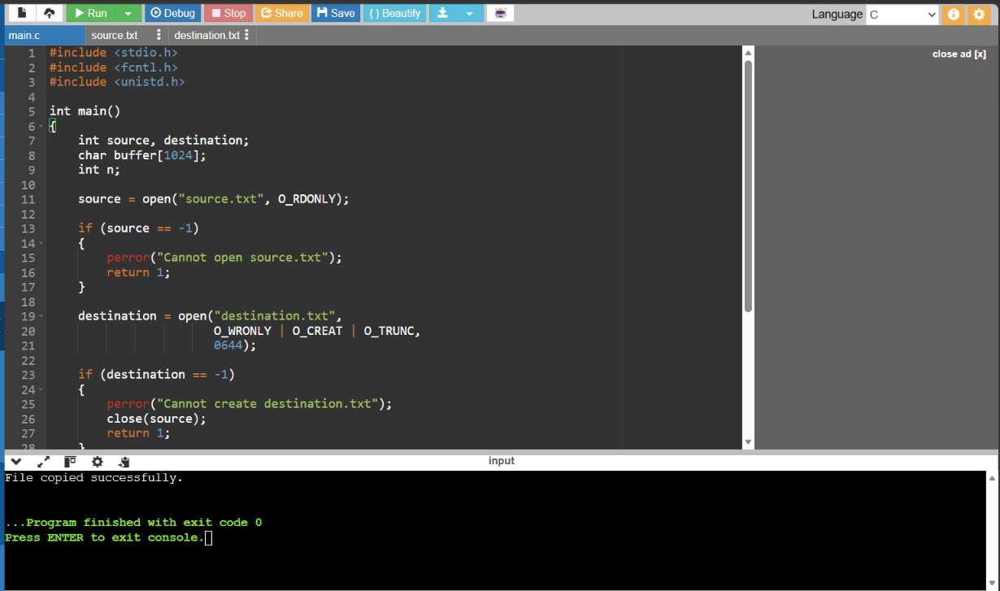 Run Debug Stop Share Save { } Beautify Language C
main.c source.txt destination.txt
close ad [x]
1 #include <stdio.h>
2 #include <fcntl.h>
3 #include <unistd.h>
4
5 int main()
6 {
7 int source, destination;
8 char buffer[1024];
9 int n;
10
11 source = open("source.txt", O_RDONLY);
12
13 if (source == -1)
14 {
15 perror("Cannot open source.txt");
16 return 1;
17 }
18
19 destination = open("destination.txt",
20 O_WRONLY | O_CREAT | O_TRUNC,
21 0644);
22
23 if (destination == -1)
24 {
25 perror("Cannot create destination.txt");
26 close(source);
27 return 1;
28 }
input
File copied successfully.
...Program finished with exit code 0
Press ENTER to exit console.